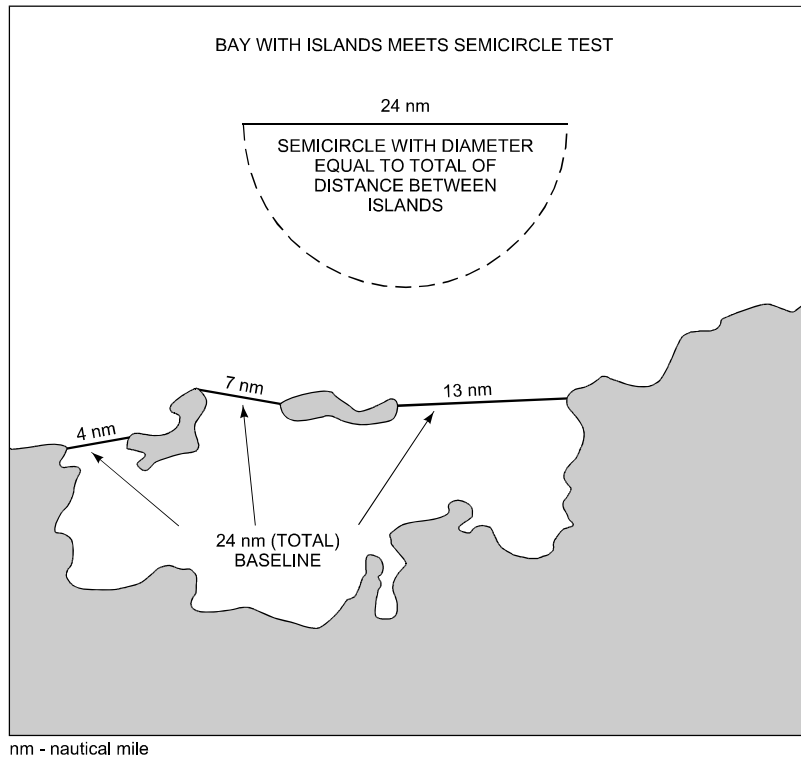 BAY WITH ISLANDS MEETS SEMICIRCLE TEST
24 nm
SEMICIRCLE WITH DIAMETER
EQUAL TO TOTAL OF
DISTANCE BETWEEN
ISLANDS
7 nm
13 nm
4 nm
24 nm (TOTAL)
BASELINE
nm - nautical mile